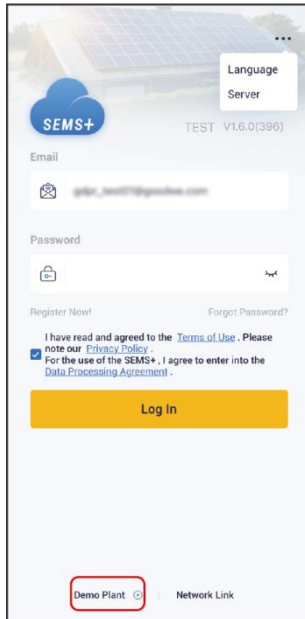 Language
Server
SEMS+
TEST V1.6.0(396)
Email
Password
Register Now!
Forgot Password?
I have read and agreed to the Terms of Use . Please
note our Privacy Policy .
For the use of the SEMS+ , I agree to enter into the
Data Processing Agreement .
Log In
Demo Plant
Network Link